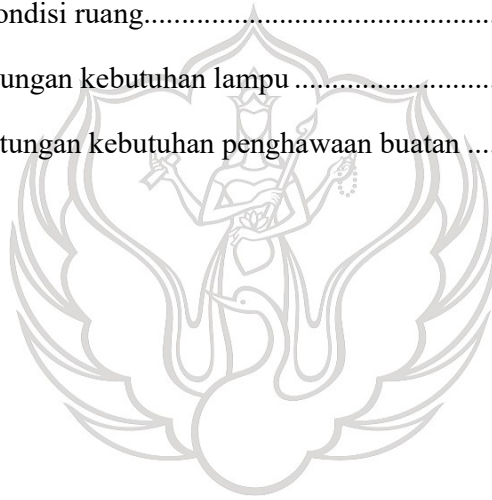 ondisi ruang..........................................
ungan kebutuhan lampu ........................
tungan kebutuhan penghawaan buatan ....